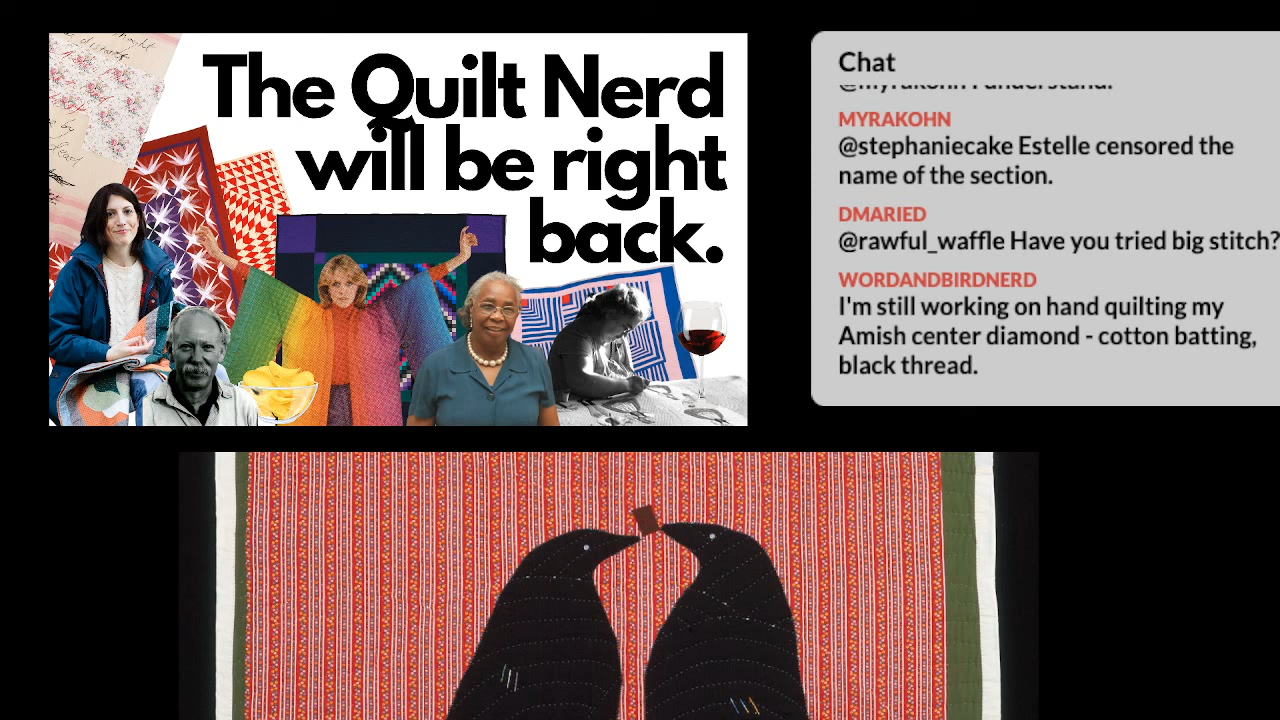 The Quilt Nerd
will be right
back.
Chat
@myrakohn I understand.
MYRAKOHN
@stephaniecake Estelle censored the
name of the section.
DMARIED
@rawful_waffle Have you tried big stitch?
WORDANDBIRDNERD
I'm still working on hand quilting my
Amish center diamond - cotton batting,
black thread.